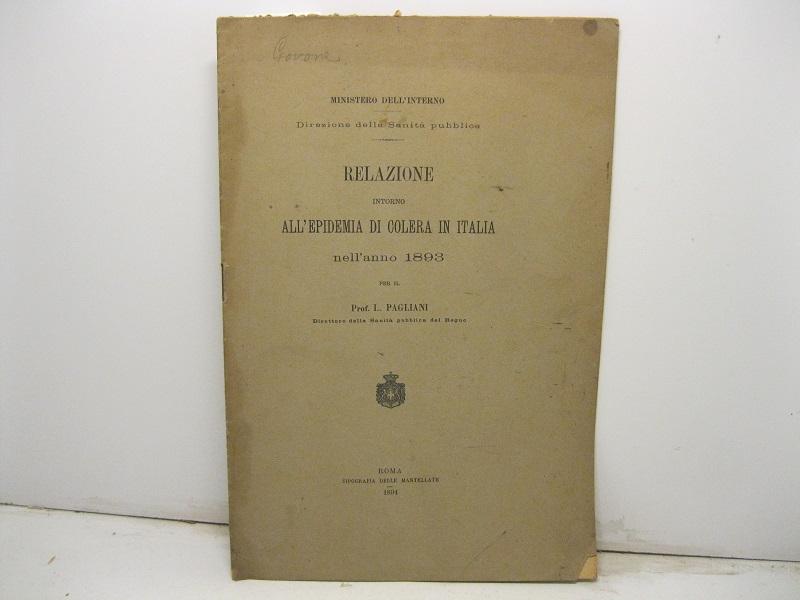 Govone
MINISTERO DELL'INTERNO
Direzione della Sanità pubblica
RELAZIONE
INTORNO
ALL'EPIDEMIA DI COLERA IN ITALIA
nell'anno 1893
PER IL
Prof. L. PAGLIANI
Direttore della Sanità pubblica del Regno
ROMA
TIPOGRAFIA DELLE MANTELLATE
1894